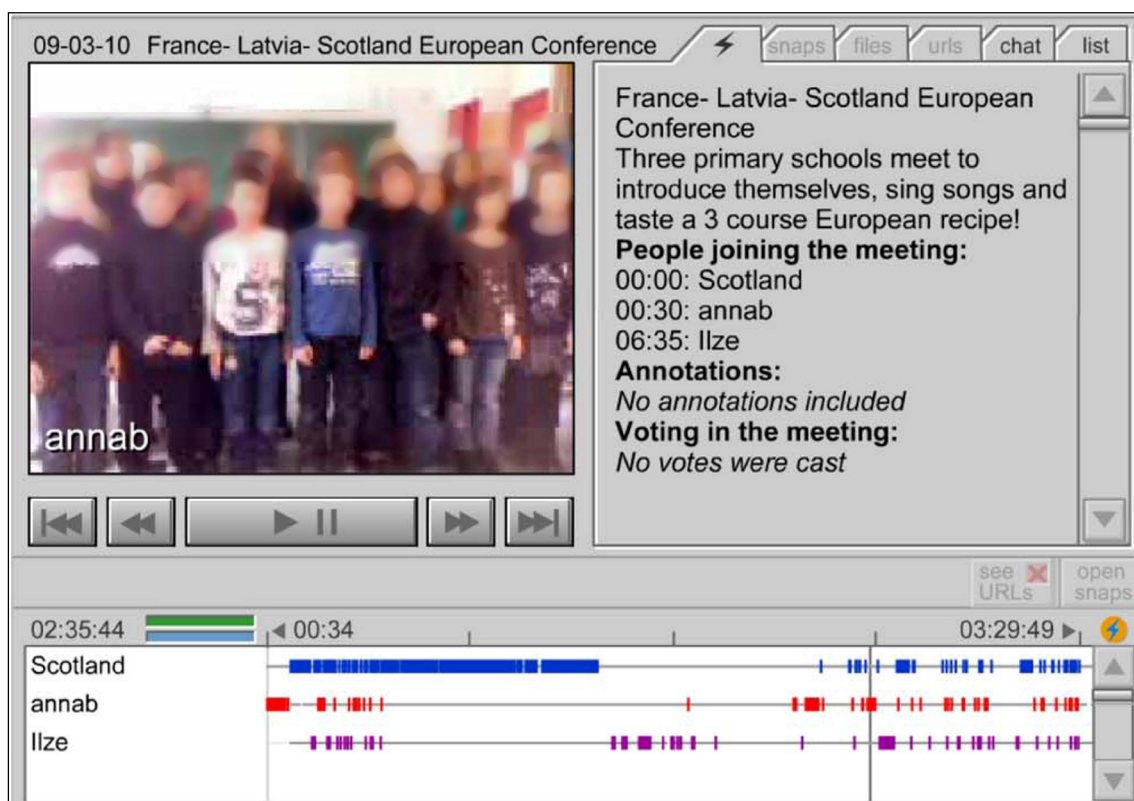 09-03-10 France- Latvia- Scotland European Conference
snaps
files
urls
chat
list
France- Latvia- Scotland European
Conference
Three primary schools meet to
introduce themselves, sing songs and
taste a 3 course European recipe!
People joining the meeting:
00:00: Scotland
00:30: annab
06:35: Ilze
Annotations:
No annotations included
Voting in the meeting:
No votes were cast
S
annab
see
URLs
open
snaps
02:35:44
00:34
03:29:49
Scotland
annab
Ilze